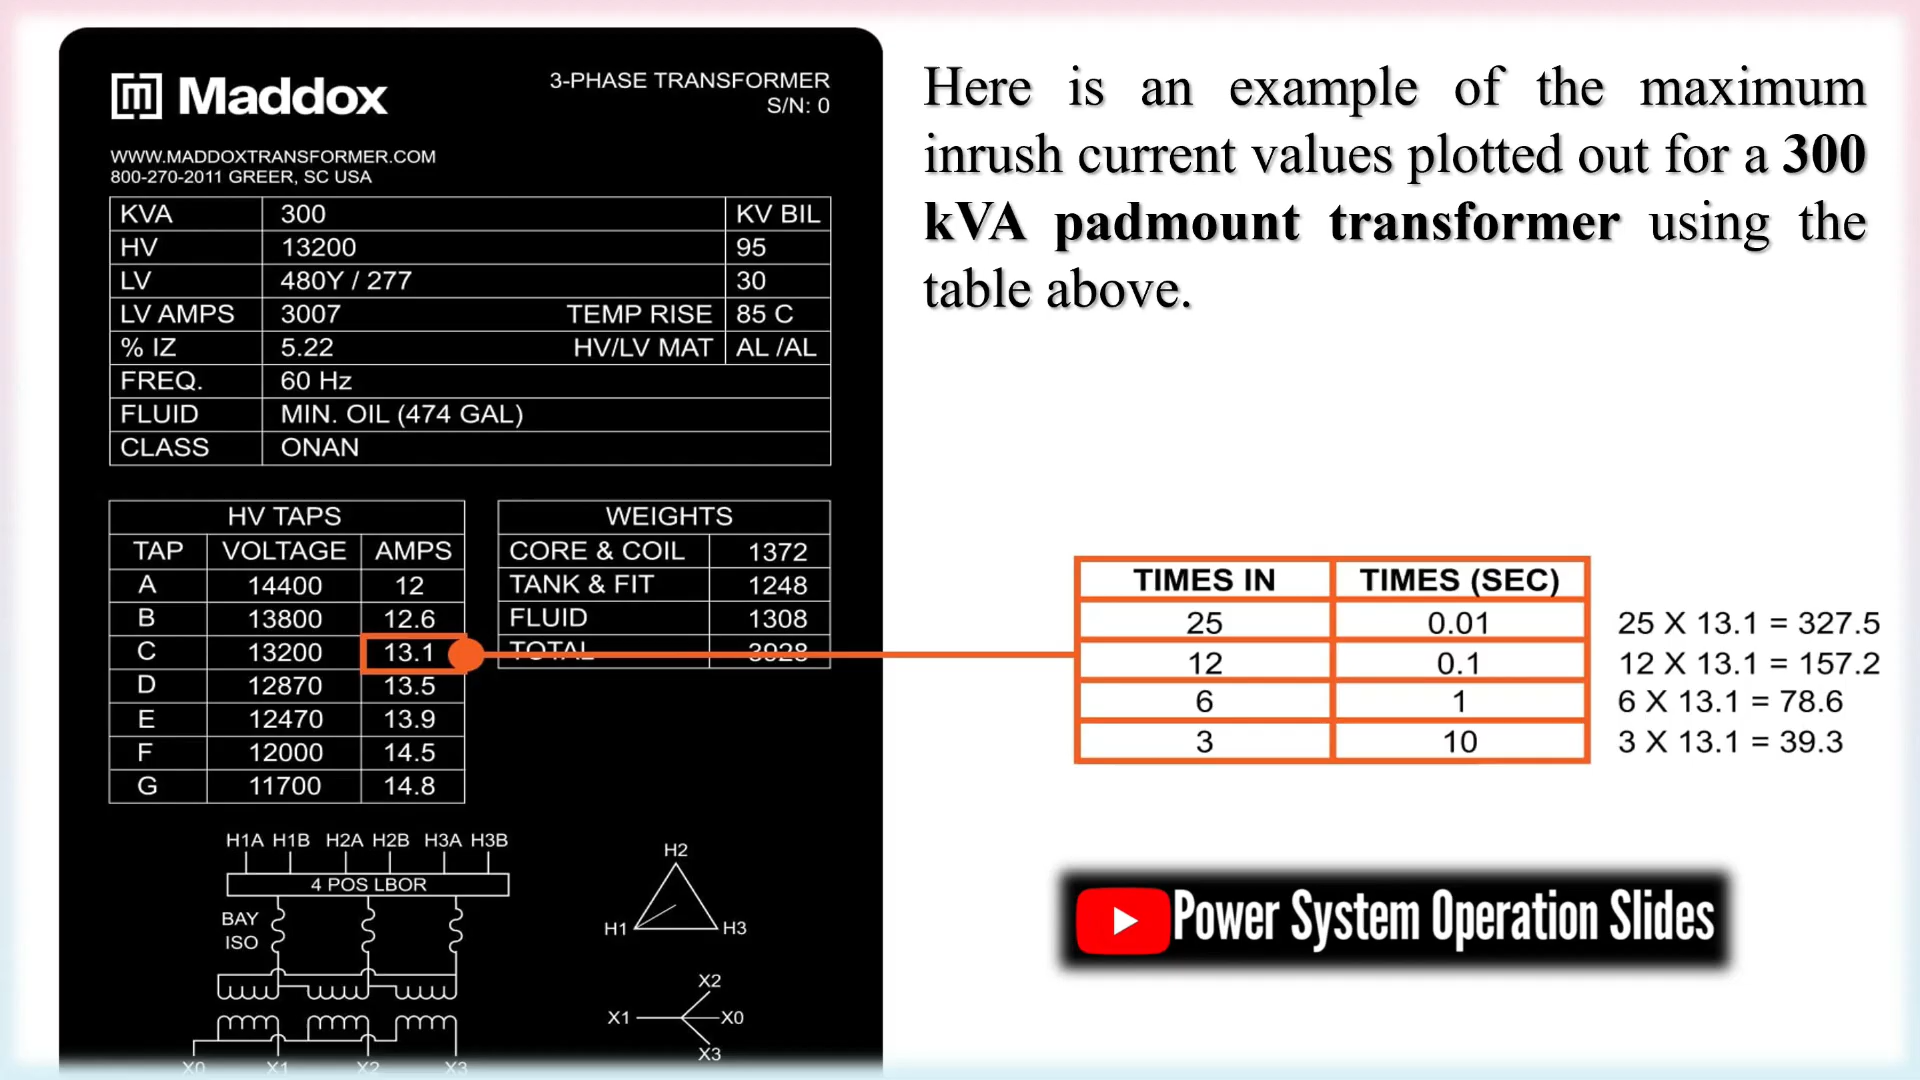 Maddox
3-PHASE TRANSFORMER
S/N: 0
WWW.MADDOXTRANSFORMER.COM
800-270-2011 GREER, SC USA
KVA 300 KV BIL
HV 13200 95
LV 480Y / 277 30
LV AMPS 3007 TEMP RISE 85 C
% IZ 5.22 HV/LV MAT AL /AL
FREQ. 60 Hz
FLUID MIN. OIL (474 GAL)
CLASS ONAN
HV TAPS
TAP VOLTAGE AMPS
A 14400 12
B 13800 12.6
C 13200 13.1
D 12870 13.5
E 12470 13.9
F 12000 14.5
G 11700 14.8
WEIGHTS
CORE & COIL 1372
TANK & FIT 1248
FLUID 1308
TOTAL 3928
H1A H1B H2A H2B H3A H3B
4 POS LBOR
BAY
ISO
X0 X1 X2 X3
H2
H1 H3
X2
X1 X0
X3
Here is an example of the maximum
inrush current values plotted out for a 300
kVA padmount transformer using the
table above.
TIMES IN TIMES (SEC)
25 0.01 25 X 13.1 = 327.5
12 0.1 12 X 13.1 = 157.2
6 1 6 X 13.1 = 78.6
3 10 3 X 13.1 = 39.3
Power System Operation Slides